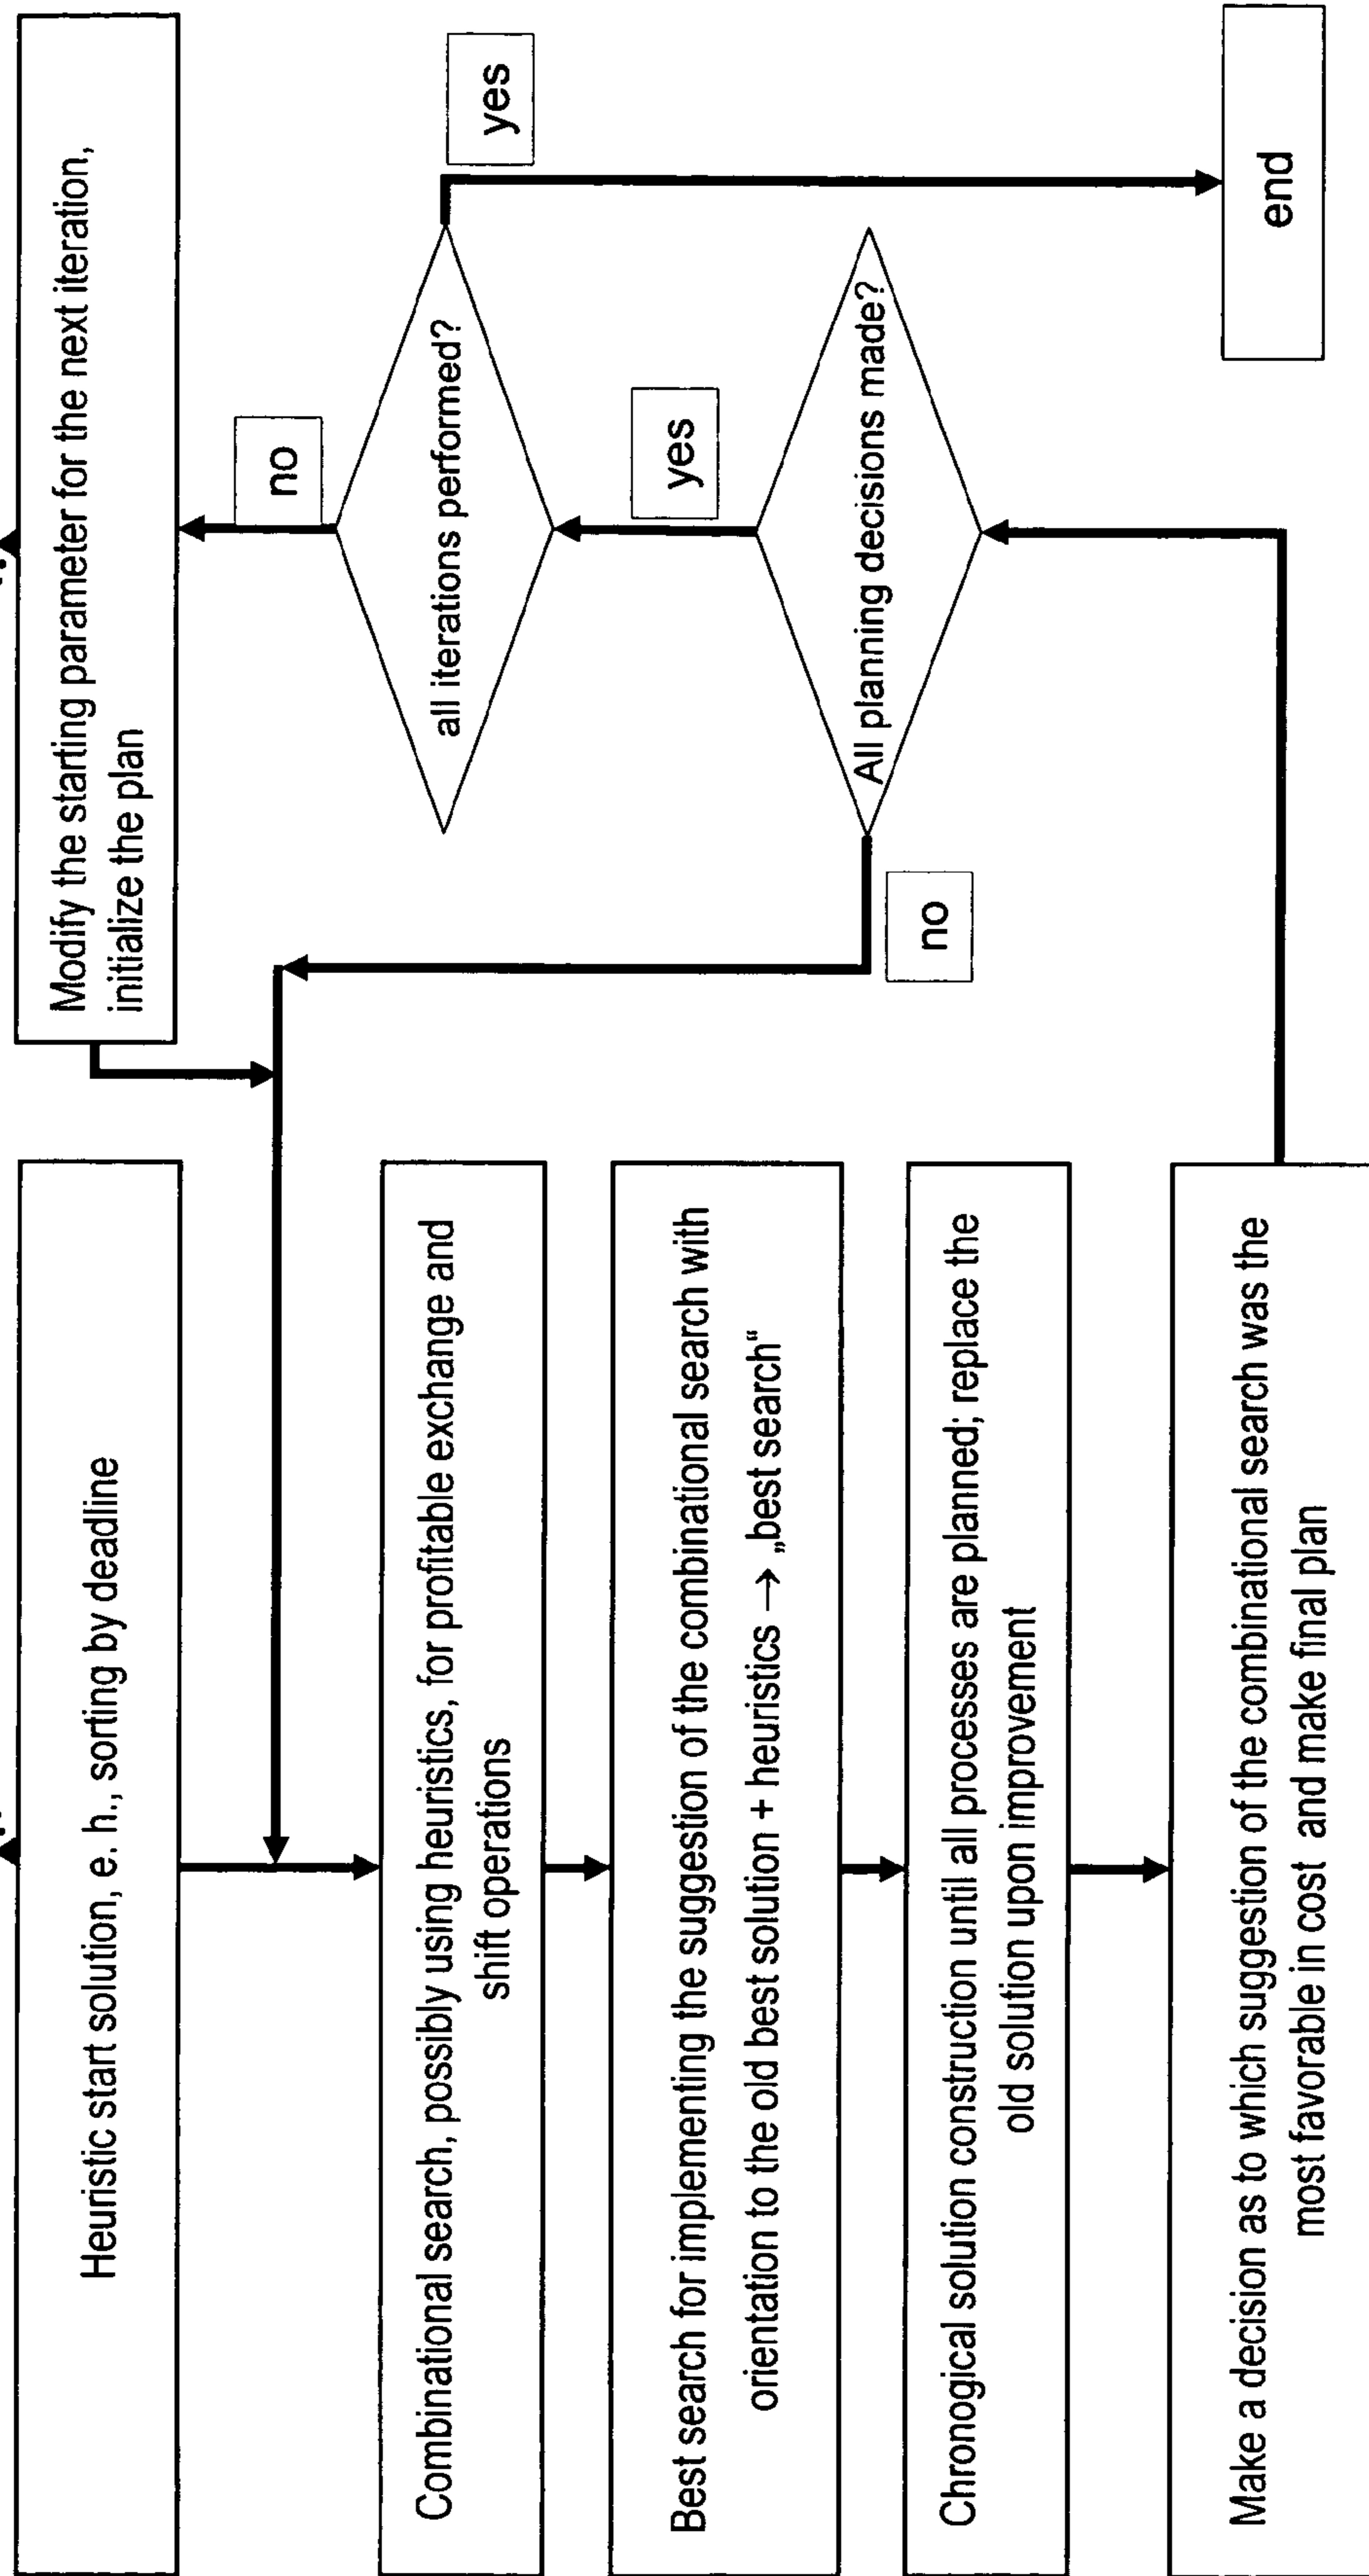 Heuristic start solution, e. h., sorting by deadline
Combinational search, possibly using heuristics, for profitable exchange and
shift operations
Best search for implementing the suggestion of the combinational search with
orientation to the old best solution + heuristics → „best search“
Chronogical solution construction until all processes are planned; replace the
old solution upon improvement
Make a decision as to which suggestion of the combinational search was the
most favorable in cost and make final plan
Modify the starting parameter for the next iteration,
initialize the plan
no
all iterations performed?
yes
yes
All planning decisions made?
no
end